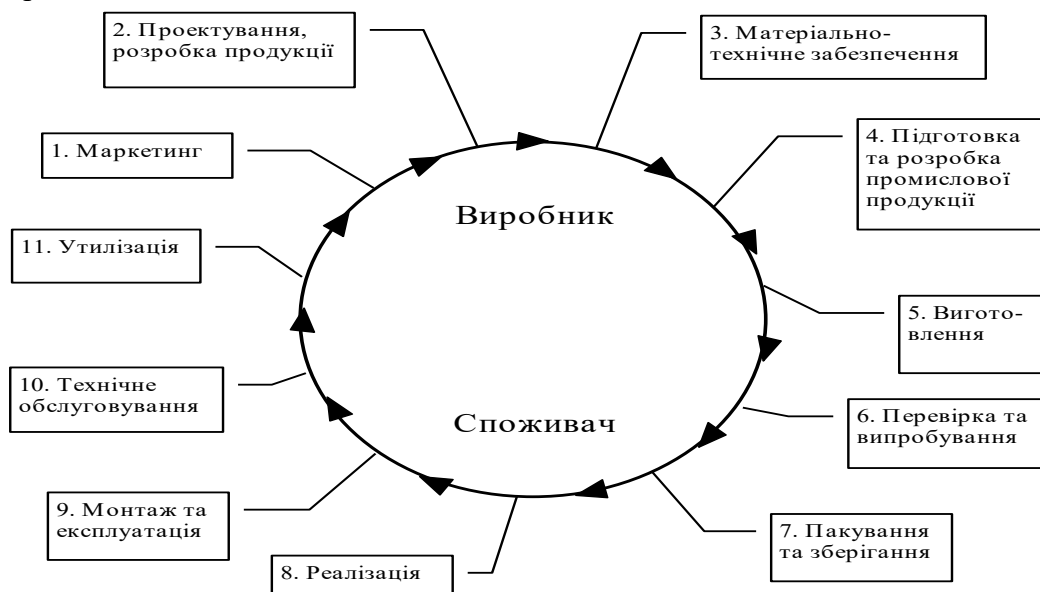 2. Проектування,
розробка продукції
3. Матеріально-
технічне забезпечення
1. Маркетинг
4. Підготовка
та розробка
промислової
продукції
Виробник
11. Утилізація
5. Вигото-
влення
10. Технічне
обслуговування
Споживач
6. Перевірка та
випробування
9. Монтаж та
експлуатація
7. Пакування
та зберігання
8. Реалізація